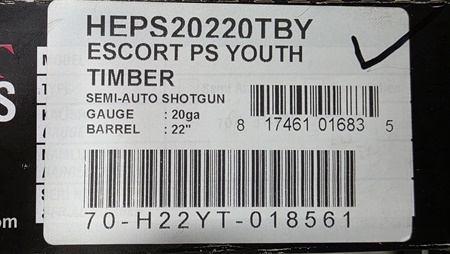 HEPS20220TBY
ESCORT PS YOUTH
TIMBER
SEMI-AUTO SHOTGUN
GAUGE : 20ga
BARREL : 22"
8 17461 01683 5
70-H22YT-018561